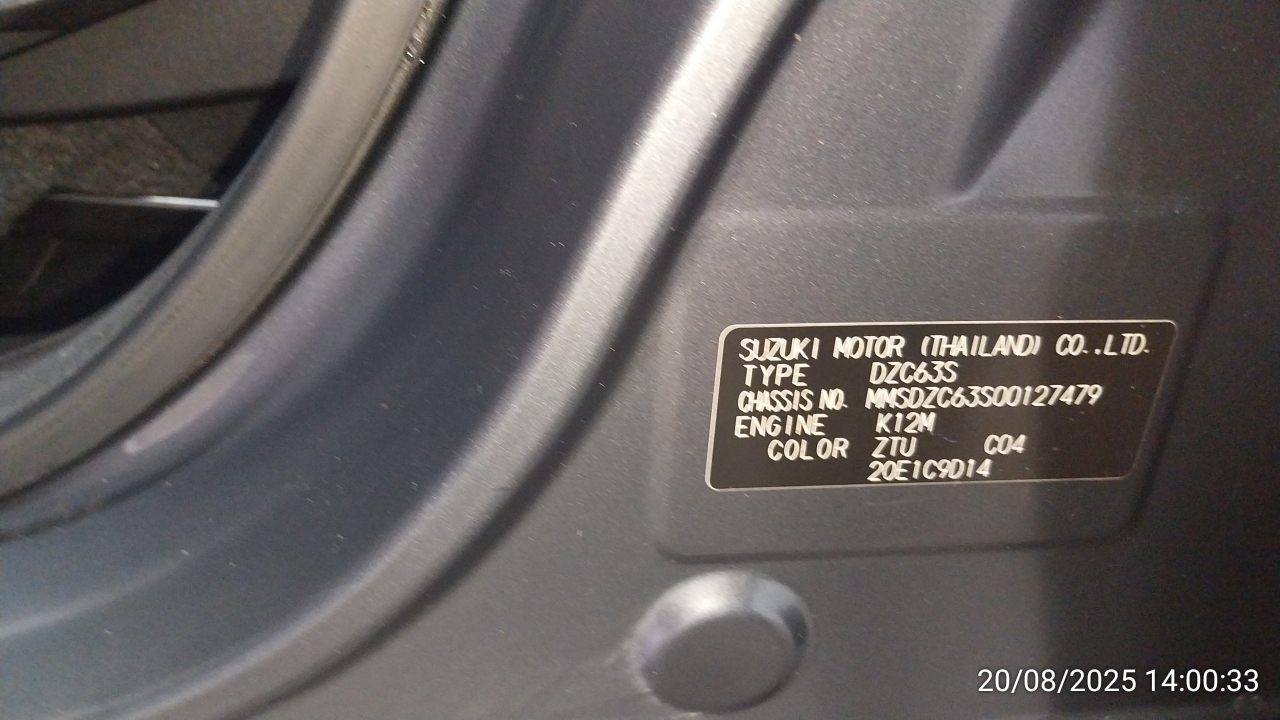 SUZUKI MOTOR (THAILAND) CO.,LTD.
TYPE DZC63S
CHASSIS NO. MMSDZC63S00127479
ENGINE K12M
COLOR ZTU C04
20E1C9D14
20/08/2025 14:00:33